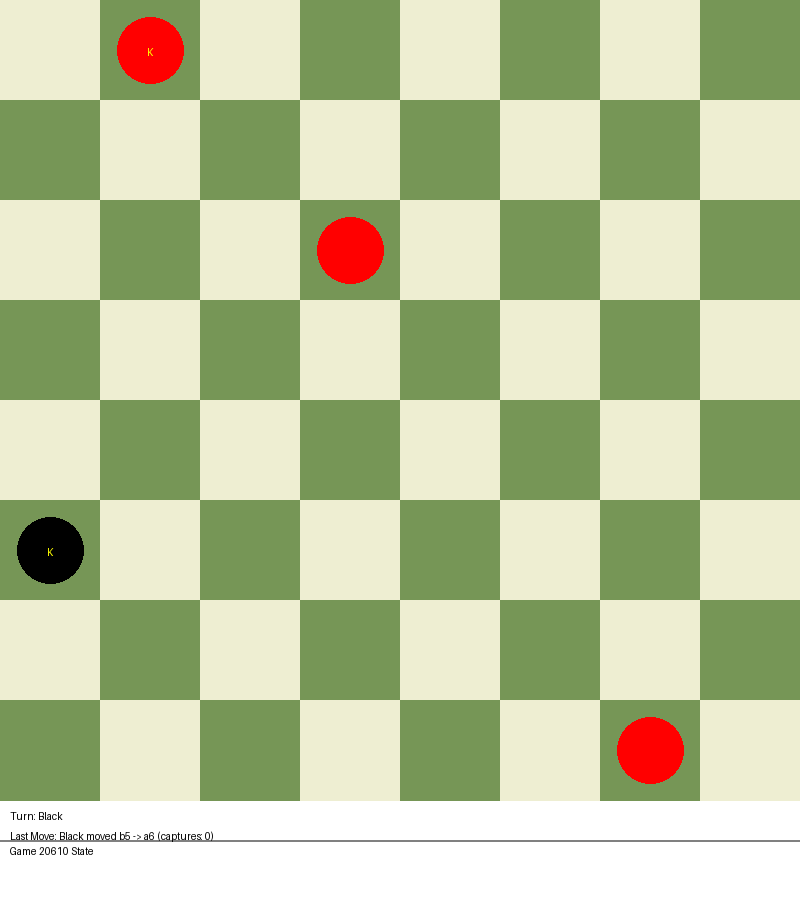 K
K
Turn: Black
Last Move: Black moved b5 -> a6 (captures: 0)
Game 20610 State